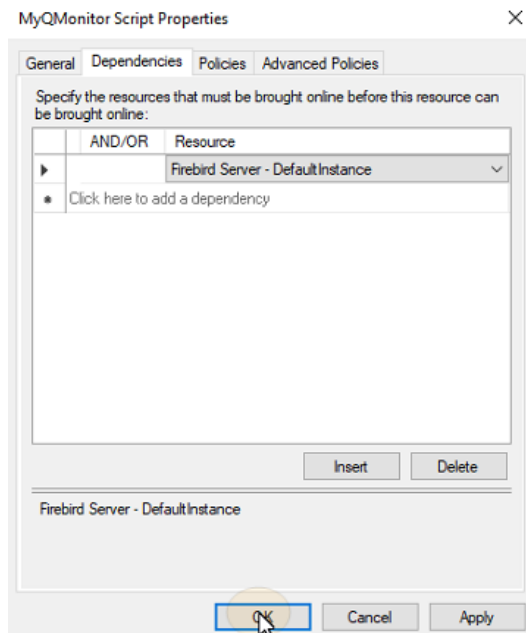 MyQMonitor Script Properties
General Dependencies Policies Advanced Policies
Specify the resources that must be brought online before this resource can
be brought online:
AND/OR Resource
Firebird Server - DefaultInstance
Click here to add a dependency
Insert Delete
Firebird Server - DefaultInstance
OK Cancel Apply